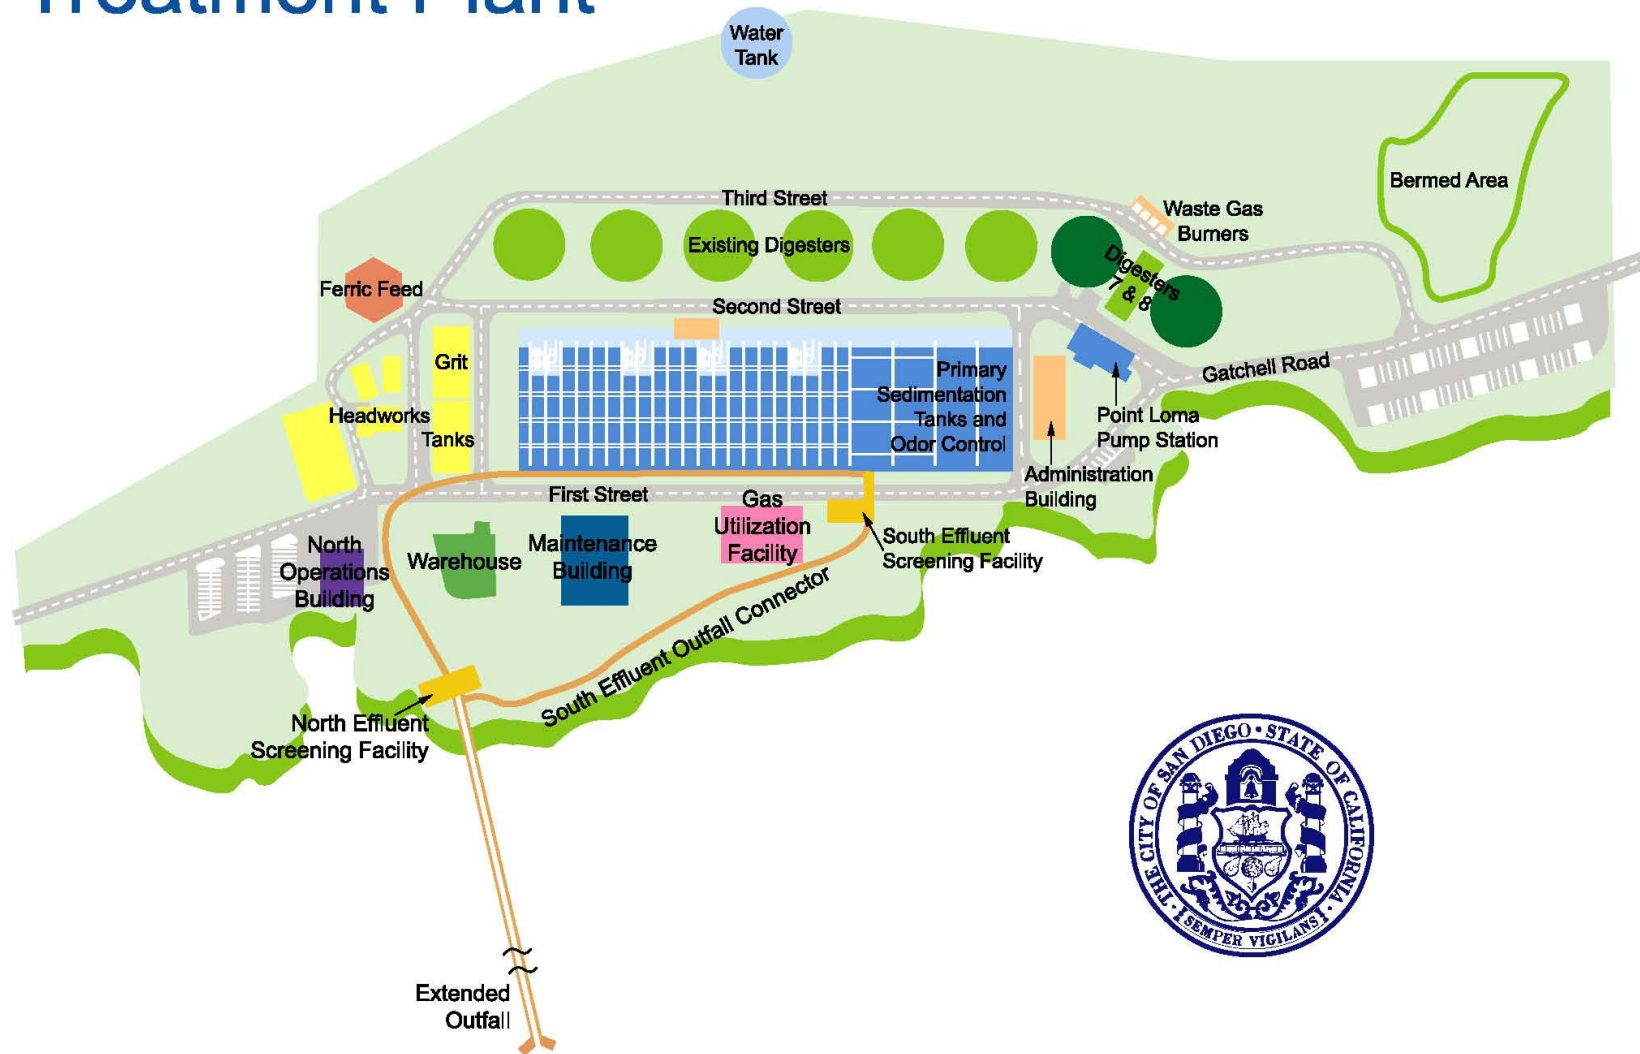 Treatment Plant
Water
Tank
Bermed Area
Third Street
Waste Gas
Burners
Existing Digesters
Digesters
7 & 8
Ferric Feed
Second Street
Grit
Tanks
Headworks
Primary
Sedimentation
Tanks and
Odor Control
Gatchell Road
Point Loma
Pump Station
Administration
Building
First Street
Gas
Utilization
Facility
South Effluent
Screening Facility
North
Operations
Building
Warehouse
Maintenance
Building
South Effluent Outfall Connector
North Effluent
Screening Facility
Extended
Outfall
THE CITY OF SAN DIEGO • STATE OF CALIFORNIA
SEMPER VIGILANS